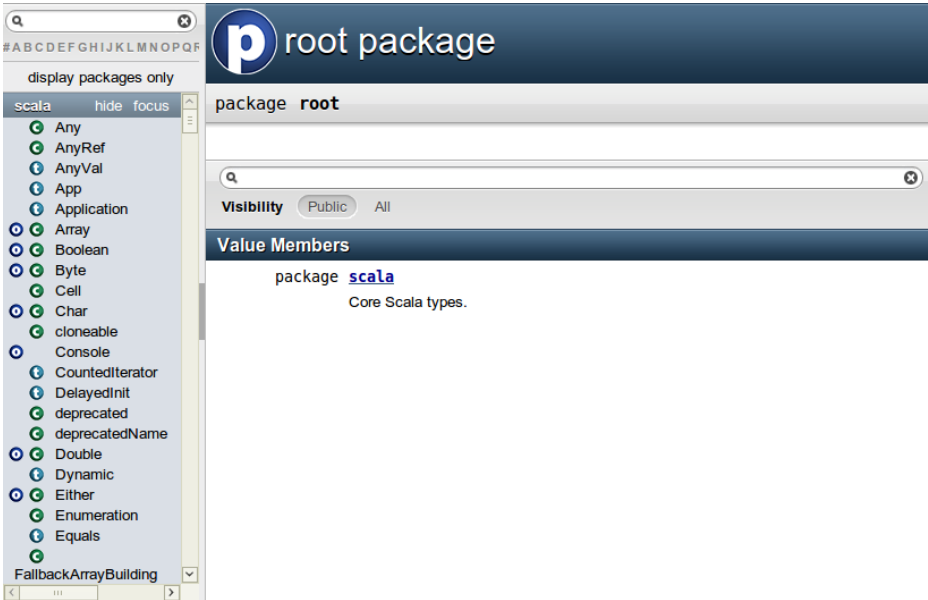 #ABCDEFGHIJKLMNOPQR
display packages only
scala hide focus
Any
AnyRef
AnyVal
App
Application
Array
Boolean
Byte
Cell
Char
cloneable
Console
CountedIterator
DelayedInit
deprecated
deprecatedName
Double
Dynamic
Either
Enumeration
Equals
FallbackArrayBuilding
p root package
package root
Visibility Public All
Value Members
package scala
Core Scala types.